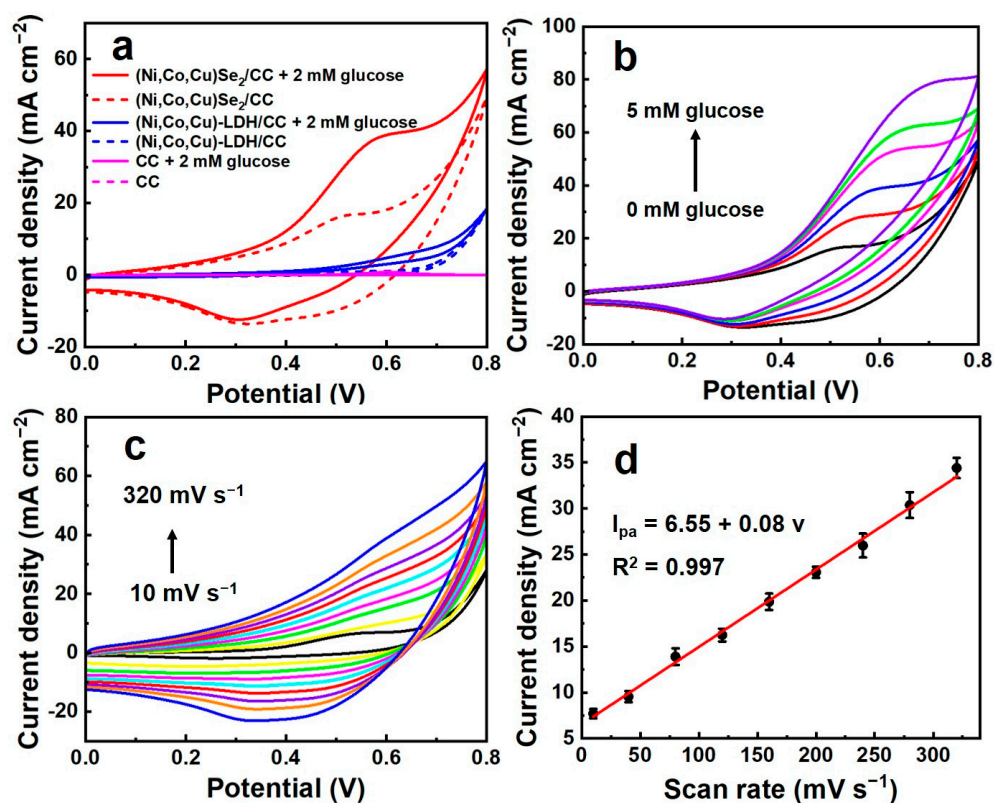 a
(Ni,Co,Cu)Se₂/CC + 2 mM glucose
(Ni,Co,Cu)Se₂/CC
(Ni,Co,Cu)-LDH/CC + 2 mM glucose
(Ni,Co,Cu)-LDH/CC
CC + 2 mM glucose
CC
Current density (mA cm⁻²)
60
40
20
0
-20
0.0 0.2 0.4 0.6 0.8
Potential (V)
b
5 mM glucose
0 mM glucose
Current density (mA cm⁻²)
100
80
60
40
20
0
-20
0.0 0.2 0.4 0.6 0.8
Potential (V)
c
320 mV s⁻¹
10 mV s⁻¹
Current density (mA cm⁻²)
80
60
40
20
0
-20
0.0 0.2 0.4 0.6 0.8
Potential (V)
d
I_pa = 6.55 + 0.08 v
R² = 0.997
Current density (mA cm⁻²)
40
35
30
25
20
15
10
5
0 50 100 150 200 250 300
Scan rate (mV s⁻¹)